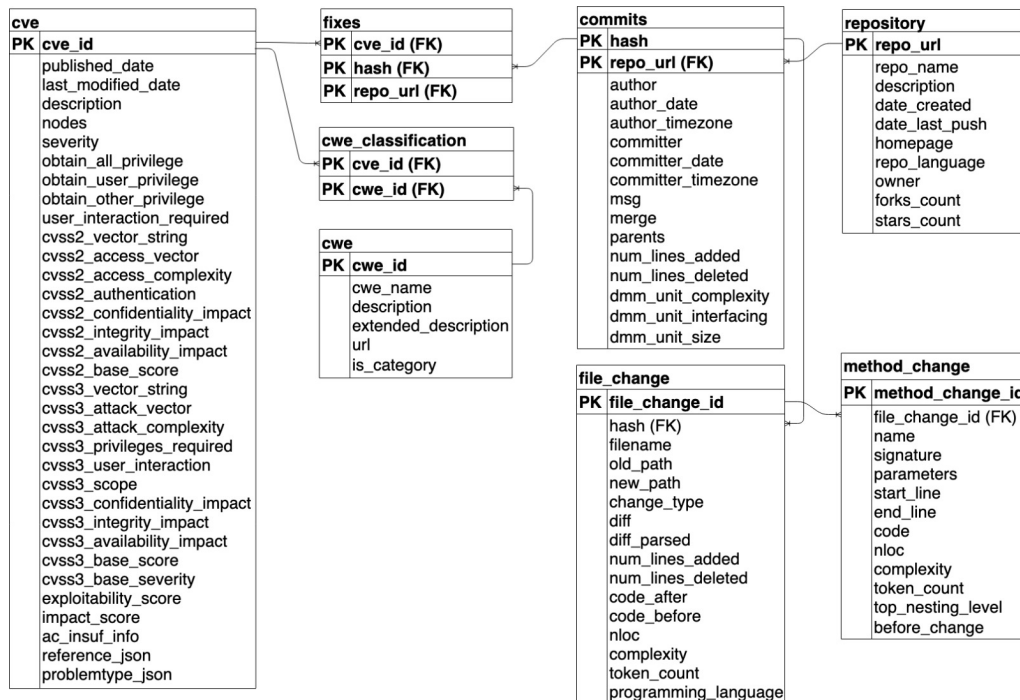 cve
PK cve_id
published_date
last_modified_date
description
nodes
severity
obtain_all_privilege
obtain_user_privilege
obtain_other_privilege
user_interaction_required
cvss2_vector_string
cvss2_access_vector
cvss2_access_complexity
cvss2_authentication
cvss2_confidentiality_impact
cvss2_integrity_impact
cvss2_availability_impact
cvss2_base_score
cvss3_vector_string
cvss3_attack_vector
cvss3_attack_complexity
cvss3_privileges_required
cvss3_user_interaction
cvss3_scope
cvss3_confidentiality_impact
cvss3_integrity_impact
cvss3_availability_impact
cvss3_base_score
cvss3_base_severity
exploitability_score
impact_score
ac_insuf_info
reference_json
problemtype_json
fixes
PK cve_id (FK)
PK hash (FK)
PK repo_url (FK)
cwe_classification
PK cve_id (FK)
PK cwe_id (FK)
cwe
PK cwe_id
cwe_name
description
extended_description
url
is_category
commits
PK hash
PK repo_url (FK)
author
author_date
author_timezone
committer
committer_date
committer_timezone
msg
merge
parents
num_lines_added
num_lines_deleted
dmm_unit_complexity
dmm_unit_interfacing
dmm_unit_size
file_change
PK file_change_id
hash (FK)
filename
old_path
new_path
change_type
diff
diff_parsed
num_lines_added
num_lines_deleted
code_after
code_before
nloc
complexity
token_count
programming_language
repository
PK repo_url
repo_name
description
date_created
date_last_push
homepage
repo_language
owner
forks_count
stars_count
method_change
PK method_change_id
file_change_id (FK)
name
signature
parameters
start_line
end_line
code
nloc
complexity
token_count
top_nesting_level
before_change